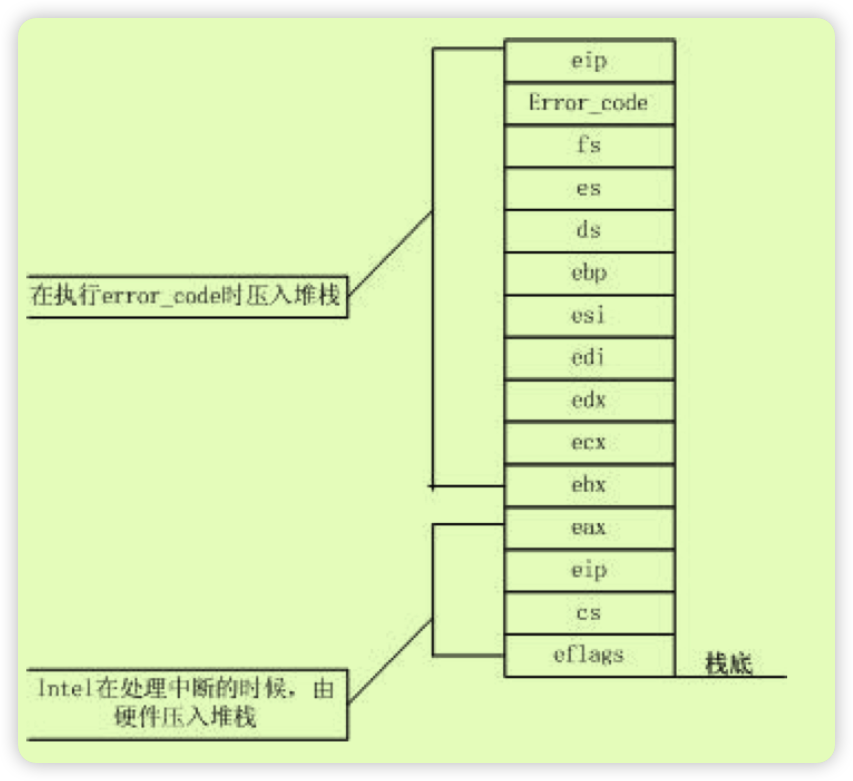 eip
Error_code
fs
es
ds
ebp
在执行error_code时压入堆栈
esi
edi
edx
ecx
ebx
eax
eip
cs
eflags
栈底
Intel在处理中断的时候，由
硬件压入堆栈